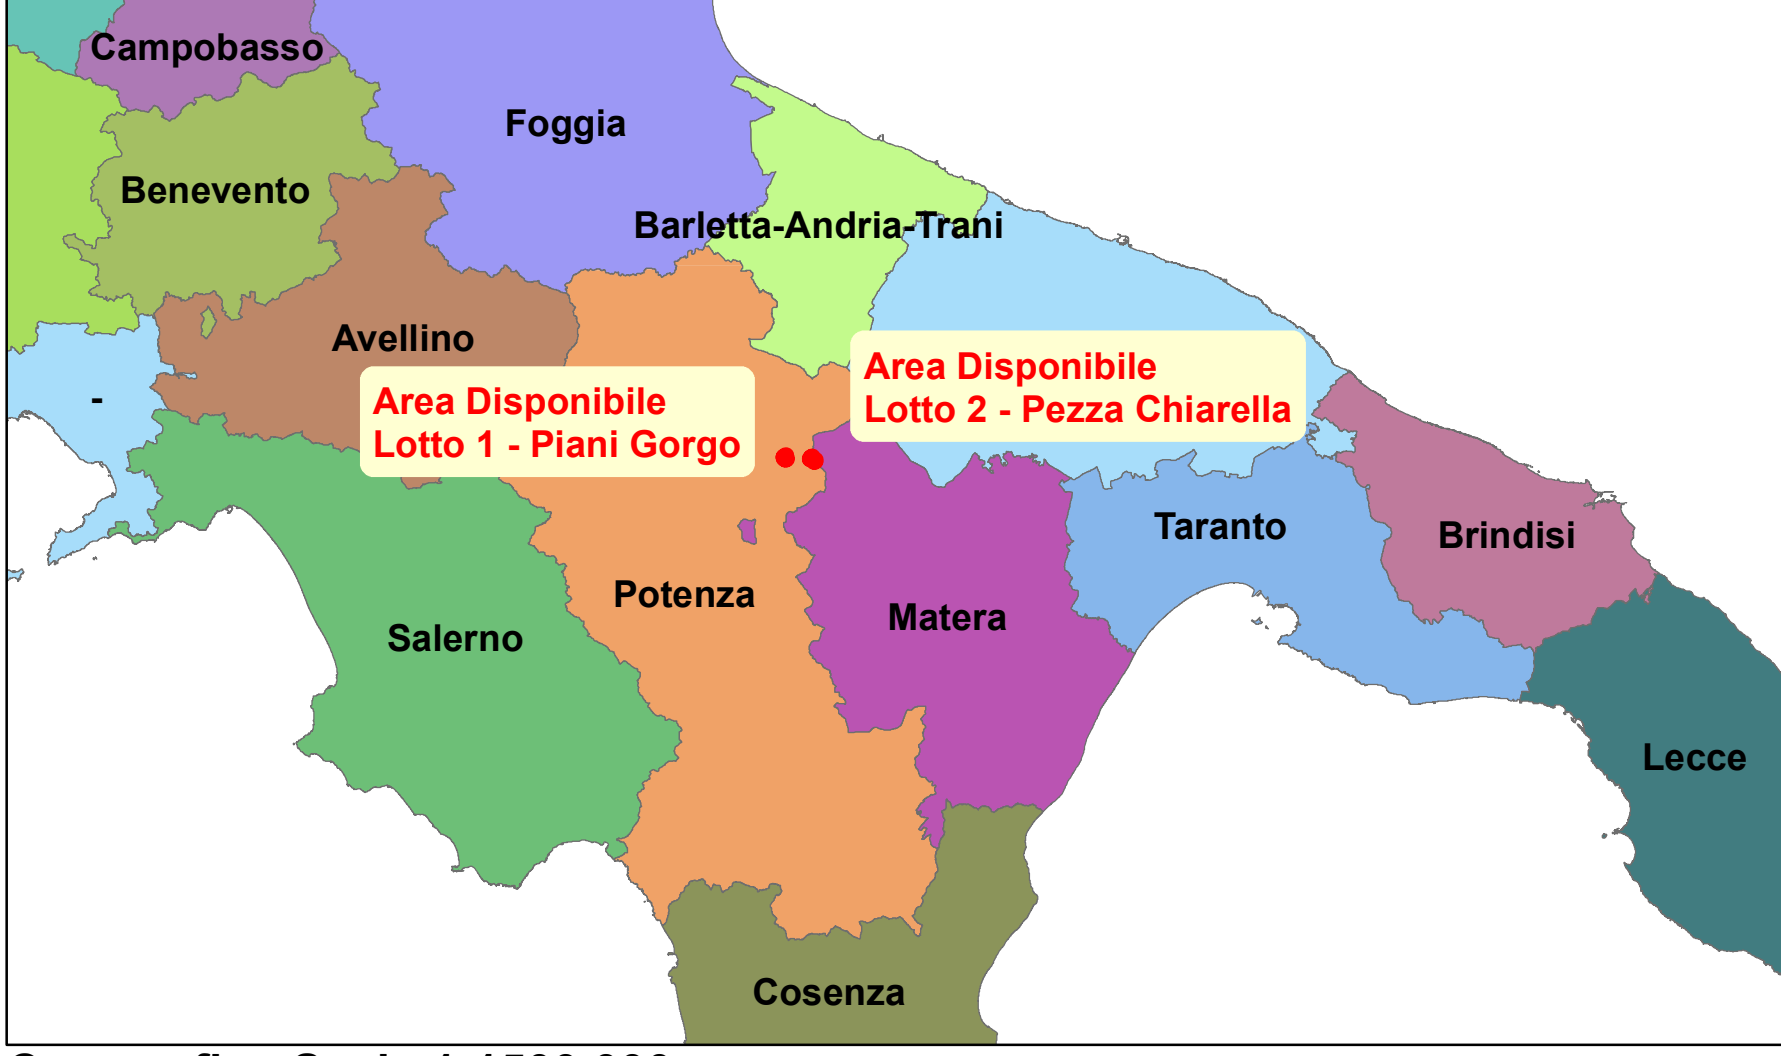 Campobasso
Foggia
Benevento
Barletta-Andria-Trani
Avellino
Area Disponibile
Lotto 2 - Pezza Chiarella
-
Area Disponibile
Lotto 1 - Piani Gorgo
Taranto
Brindisi
Potenza
Matera
Salerno
Lecce
Cosenza